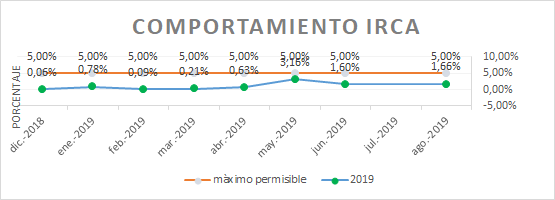 COMPORTAMIENTO IRCA
5,00% 5,00% 5,00% 5,00% 5,00% 5,00% 5,00% 5,00%
0,06% 0,78% 0,09% 0,21% 0,63% 3,16% 1,60% 1,66%
10,00%
5,00%
0,00%
-5,00%
PORCENTAJE
dic.-2018 ene.-2019 feb.-2019 mar.-2019 abr.-2019 may.-2019 jun.-2019 jul.-2019 ago.-2019
màximo permisible 2019